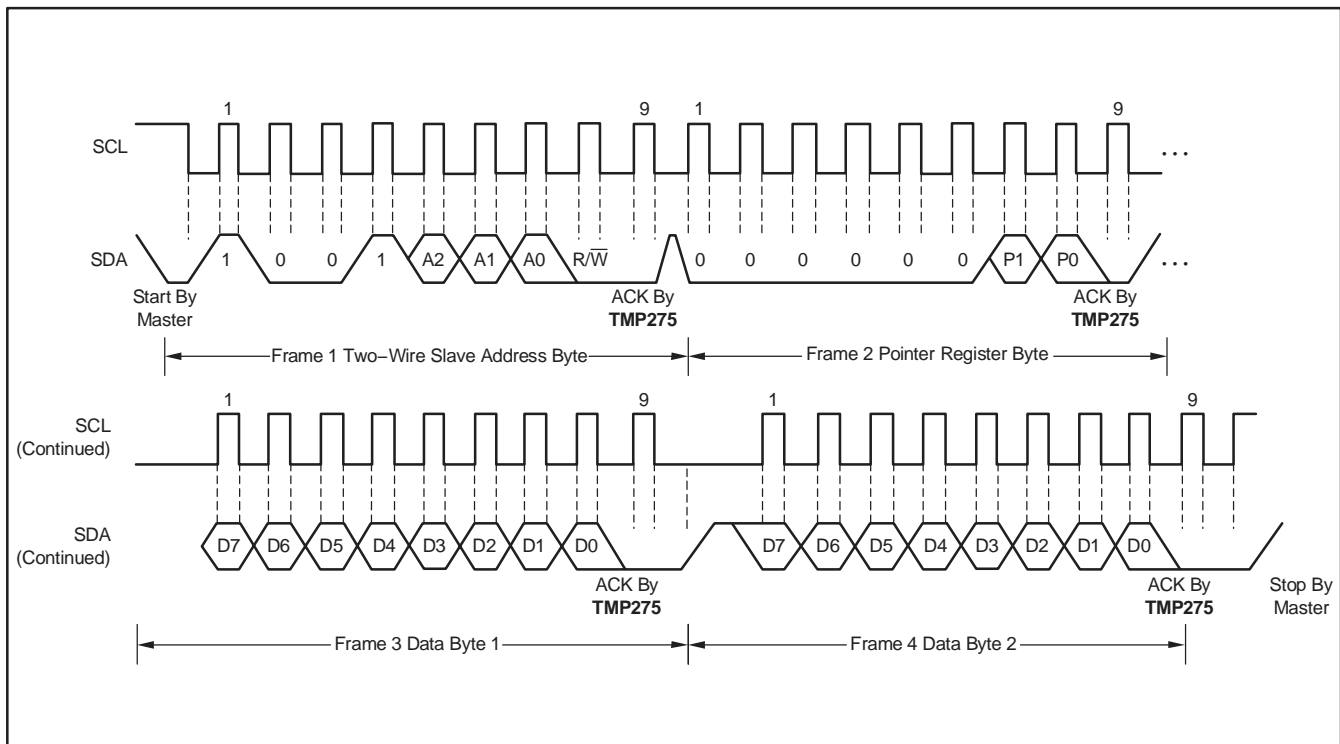 1 9 1 9
SCL ...
SDA 1 0 0 1 A2 A1 A0 R/W̅ 0 0 0 0 0 0 P1 P0 ...
Start By Master
ACK By TMP275
ACK By TMP275
Frame 1 Two−Wire Slave Address Byte
Frame 2 Pointer Register Byte
1 9 1 9
SCL
(Continued)
SDA
(Continued)
D7 D6 D5 D4 D3 D2 D1 D0 D7 D6 D5 D4 D3 D2 D1 D0
ACK By TMP275
ACK By TMP275
Stop By Master
Frame 3 Data Byte 1
Frame 4 Data Byte 2